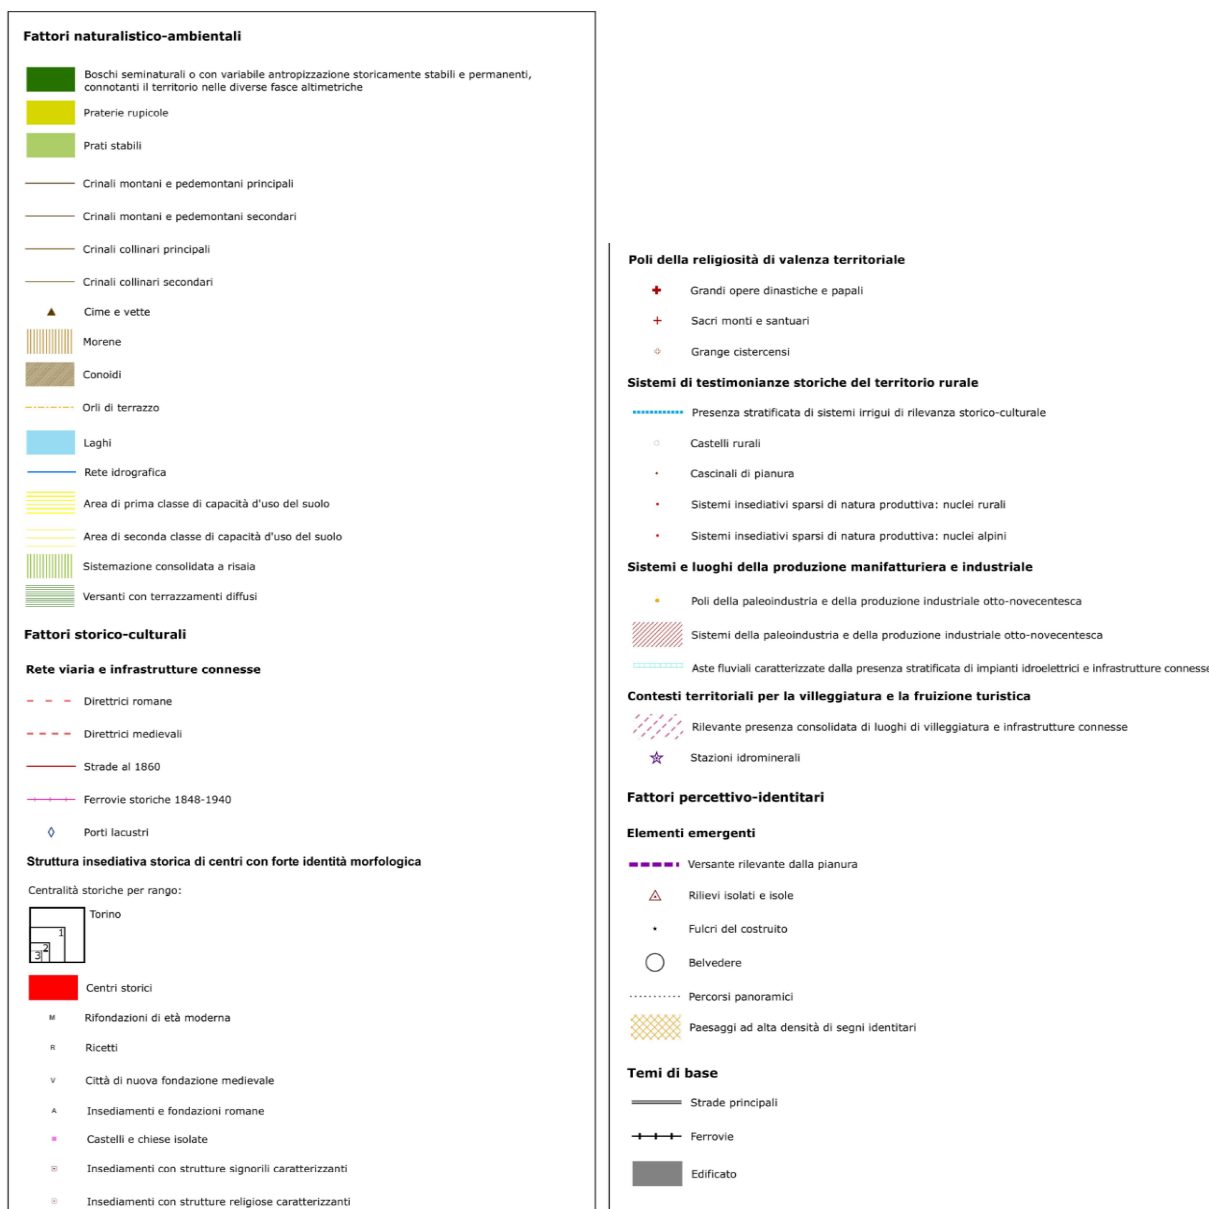 Fattori naturalistico-ambientali
Boschi seminaturali o con variabile antropizzazione storicamente stabili e permanenti,
connotanti il territorio nelle diverse fasce altimetriche
Praterie rupicole
Prati stabili
Crinali montani e pedemontani principali
Crinali montani e pedemontani secondari
Crinali collinari principali
Crinali collinari secondari
Cime e vette
Morene
Conoidi
Orli di terrazzo
Laghi
Rete idrografica
Area di prima classe di capacità d'uso del suolo
Area di seconda classe di capacità d'uso del suolo
Sistemazione consolidata a risaia
Versanti con terrazzamenti diffusi
Fattori storico-culturali
Rete viaria e infrastrutture connesse
Direttrici romane
Direttrici medievali
Strade al 1860
Ferrovie storiche 1848-1940
Porti lacustri
Struttura insediativa storica di centri con forte identità morfologica
Centralità storiche per rango:
Torino
1
2
3
Centri storici
M Rifondazioni di età moderna
R Ricetti
V Città di nuova fondazione medievale
A Insediamenti e fondazioni romane
Castelli e chiese isolate
Insediamenti con strutture signorili caratterizzanti
Insediamenti con strutture religiose caratterizzanti
Poli della religiosità di valenza territoriale
Grandi opere dinastiche e papali
Sacri monti e santuari
Grange cistercensi
Sistemi di testimonianze storiche del territorio rurale
Presenza stratificata di sistemi irrigui di rilevanza storico-culturale
Castelli rurali
Cascinali di pianura
Sistemi insediativi sparsi di natura produttiva: nuclei rurali
Sistemi insediativi sparsi di natura produttiva: nuclei alpini
Sistemi e luoghi della produzione manifatturiera e industriale
Poli della paleoindustria e della produzione industriale otto-novecentesca
Sistemi della paleoindustria e della produzione industriale otto-novecentesca
Aste fluviali caratterizzate dalla presenza stratificata di impianti idroelettrici e infrastrutture connesse
Contesti territoriali per la villeggiatura e la fruizione turistica
Rilevante presenza consolidata di luoghi di villeggiatura e infrastrutture connesse
Stazioni idrominerali
Fattori percettivo-identitari
Elementi emergenti
Versante rilevante dalla pianura
Rilievi isolati e isole
Fulcri del costruito
Belvedere
Percorsi panoramici
Paesaggi ad alta densità di segni identitari
Temi di base
Strade principali
Ferrovie
Edificato